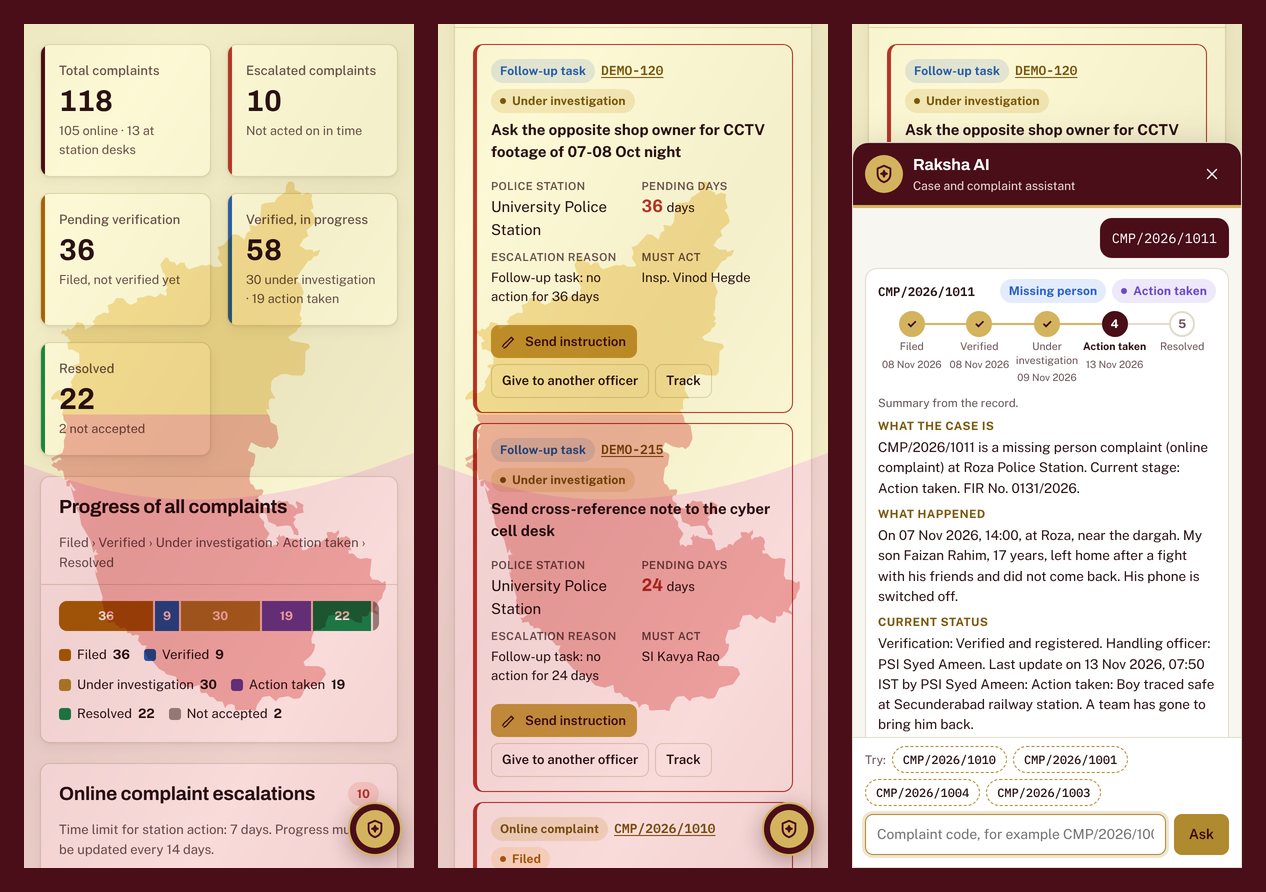 Total complaints
118
105 online · 13 at
station desks
Escalated complaints
10
Not acted on in time
Pending verification
36
Filed, not verified yet
Verified, in progress
58
30 under investigation
· 19 action taken
Resolved
22
2 not accepted
Progress of all complaints
Filed › Verified › Under investigation › Action taken ›
Resolved
36 9 30 19 22
Filed 36 Verified 9
Under investigation 30 Action taken 19
Resolved 22 Not accepted 2
Online complaint escalations 10
Time limit for station action: 7 days. Progress mu
be updated every 14 days.
Follow-up task DEMO-120
• Under investigation
Ask the opposite shop owner for CCTV
footage of 07-08 Oct night
POLICE STATION
University Police
Station
PENDING DAYS
36 days
ESCALATION REASON
Follow-up task: no
action for 36 days
MUST ACT
Insp. Vinod Hegde
Send instruction
Give to another officer Track
Follow-up task DEMO-215
• Under investigation
Send cross-reference note to the cyber
cell desk
POLICE STATION
University Police
Station
PENDING DAYS
24 days
ESCALATION REASON
Follow-up task: no
action for 24 days
MUST ACT
SI Kavya Rao
Send instruction
Give to another officer Track
Online complaint CMP/2026/1010
• Filed
Follow-up task DEMO-120
• Under investigation
Ask the opposite shop owner for CCTV
Raksha AI
Case and complaint assistant
CMP/2026/1011
CMP/2026/1011 Missing person • Action taken
4 5
Filed
08 Nov 2026
Verified
08 Nov 2026
Under
investigation
09 Nov 2026
Action taken
13 Nov 2026
Resolved
Summary from the record.
WHAT THE CASE IS
CMP/2026/1011 is a missing person complaint (online
complaint) at Roza Police Station. Current stage:
Action taken. FIR No. 0131/2026.
WHAT HAPPENED
On 07 Nov 2026, 14:00, at Roza, near the dargah. My
son Faizan Rahim, 17 years, left home after a fight
with his friends and did not come back. His phone is
switched off.
CURRENT STATUS
Verification: Verified and registered. Handling officer:
PSI Syed Ameen. Last update on 13 Nov 2026, 07:50
IST by PSI Syed Ameen: Action taken: Boy traced safe
at Secunderabad railway station. A team has gone to
bring him back.
Try: CMP/2026/1010 CMP/2026/1001
CMP/2026/1004 CMP/2026/1003
Complaint code, for example CMP/2026/10
Ask